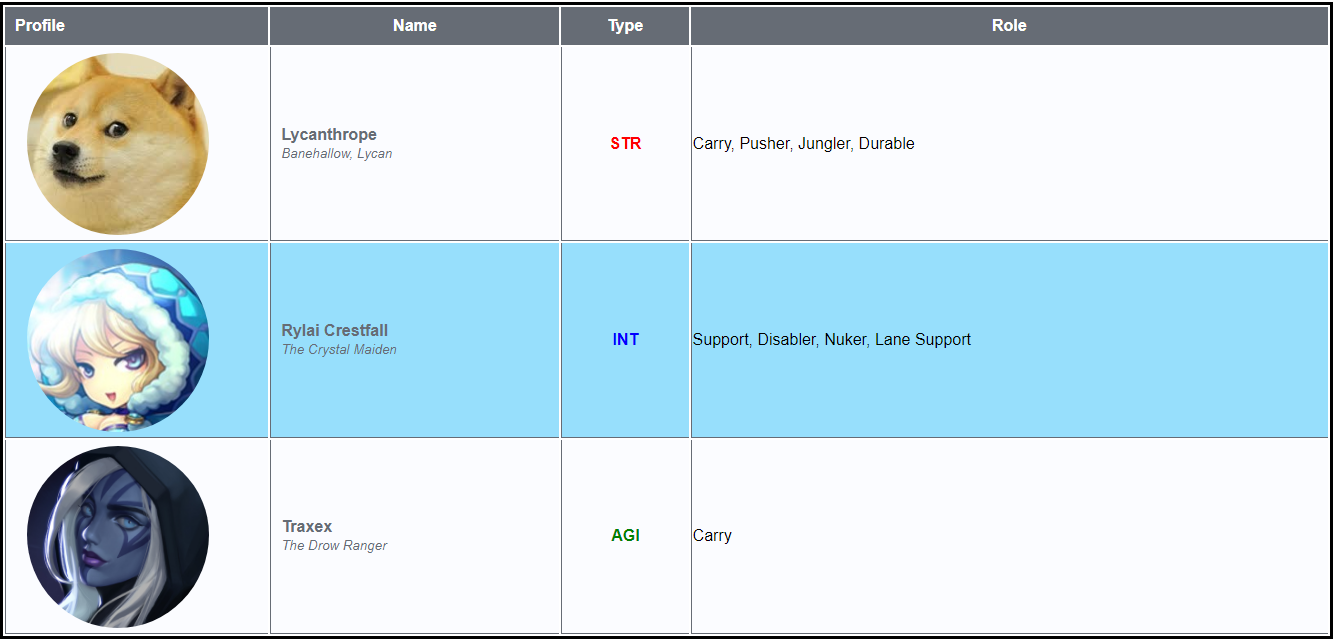 Profile Name Type Role
Lycanthrope
Banehallow, Lycan
STR
Carry, Pusher, Jungler, Durable
Rylai Crestfall
The Crystal Maiden
INT
Support, Disabler, Nuker, Lane Support
Traxex
The Drow Ranger
AGI
Carry